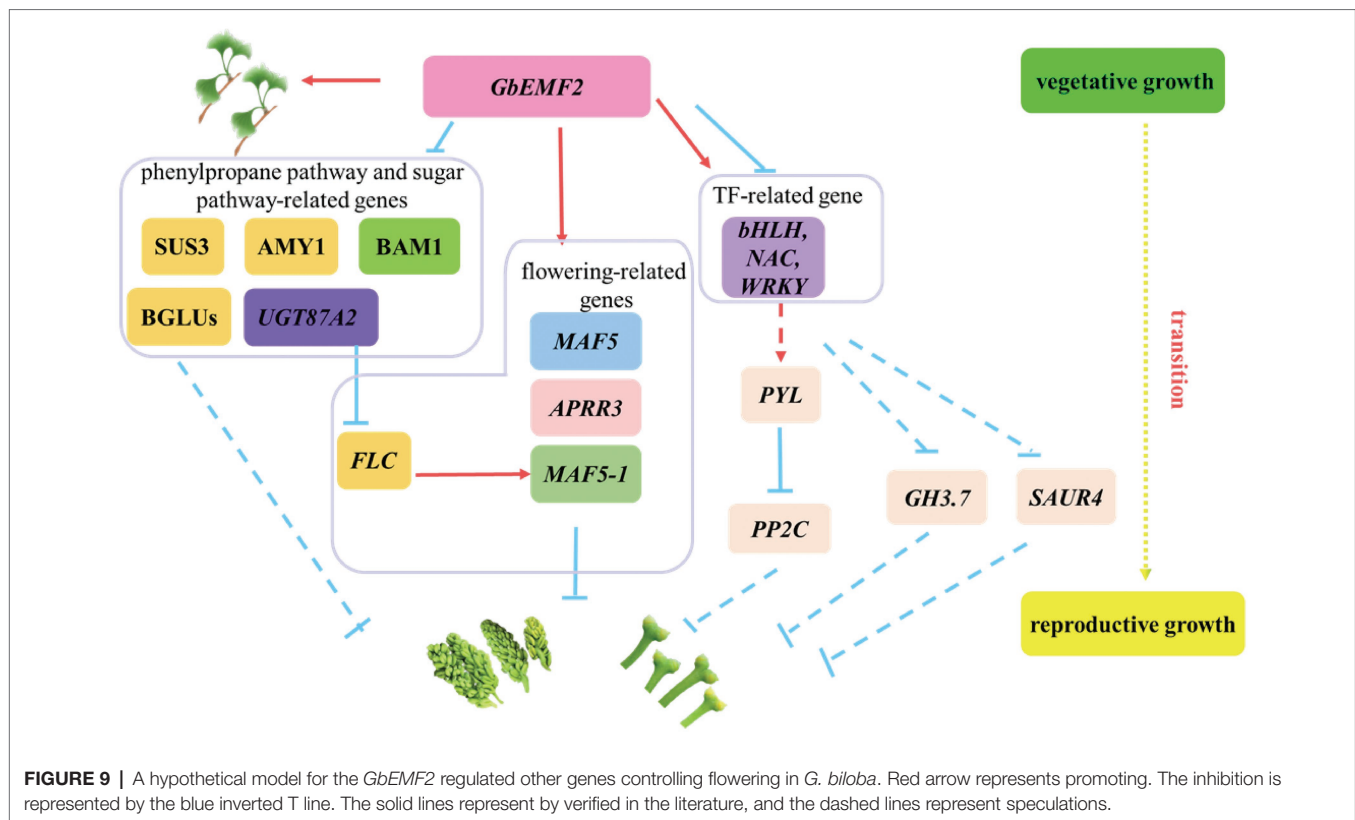 GbEMF2
vegetative growth
phenylpropane pathway and sugar
pathway-related genes
SUS3
AMY1
BAM1
BGLUs
UGT87A2
flowering-related
genes
MAF5
APRR3
MAF5-1
FLC
TF-related gene
bHLH,
NAC,
WRKY
PYL
PP2C
GH3.7
SAUR4
transition
reproductive growth
FIGURE 9 | A hypothetical model for the GbEMF2 regulated other genes controlling flowering in G. biloba. Red arrow represents promoting. The inhibition is
represented by the blue inverted T line. The solid lines represent by verified in the literature, and the dashed lines represent speculations.